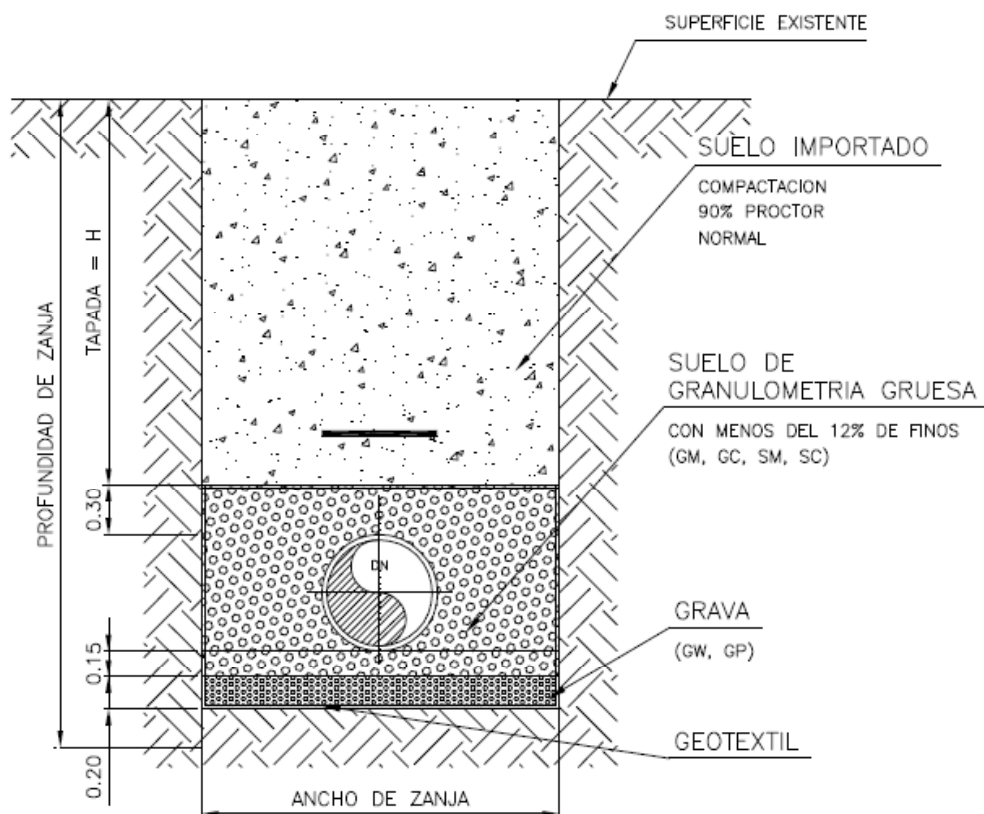 SUPERFICIE EXISTENTE
SUELO IMPORTADO
COMPACTACION
90% PROCTOR
NORMAL
PROFUNDIDAD DE ZANJA
TAPADA = H
SUELO DE
GRANULOMETRIA GRUESA
CON MENOS DEL 12% DE FINOS
(GM, GC, SM, SC)
0.30
DN
0.15
GRAVA
(GW, GP)
0.20
GEOTEXTIL
ANCHO DE ZANJA